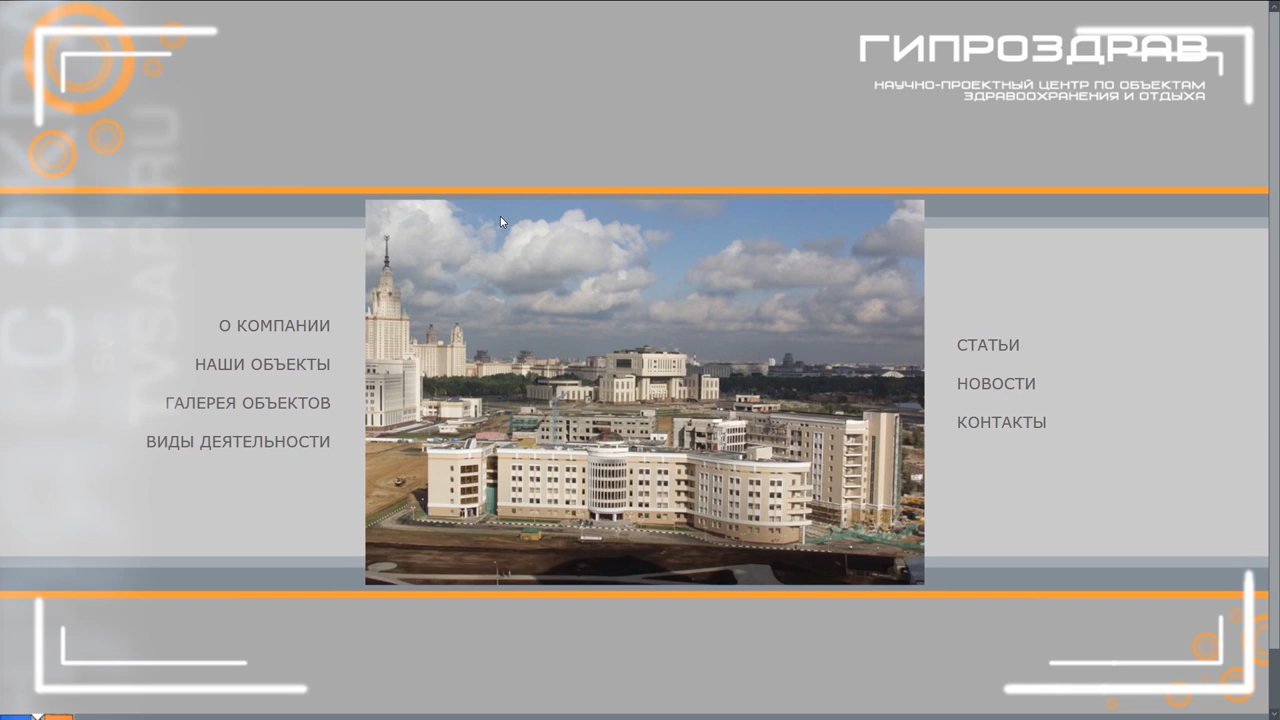 ГИПРОЗДРАВ
НАУЧНО-ПРОЕКТНЫЙ ЦЕНТР ПО ОБЪЕКТАМ
ЗДРАВООХРАНЕНИЯ И ОТДЫХА
О КОМПАНИИ
НАШИ ОБЪЕКТЫ
ГАЛЕРЕЯ ОБЪЕКТОВ
ВИДЫ ДЕЯТЕЛЬНОСТИ
СТАТЬИ
НОВОСТИ
КОНТАКТЫ